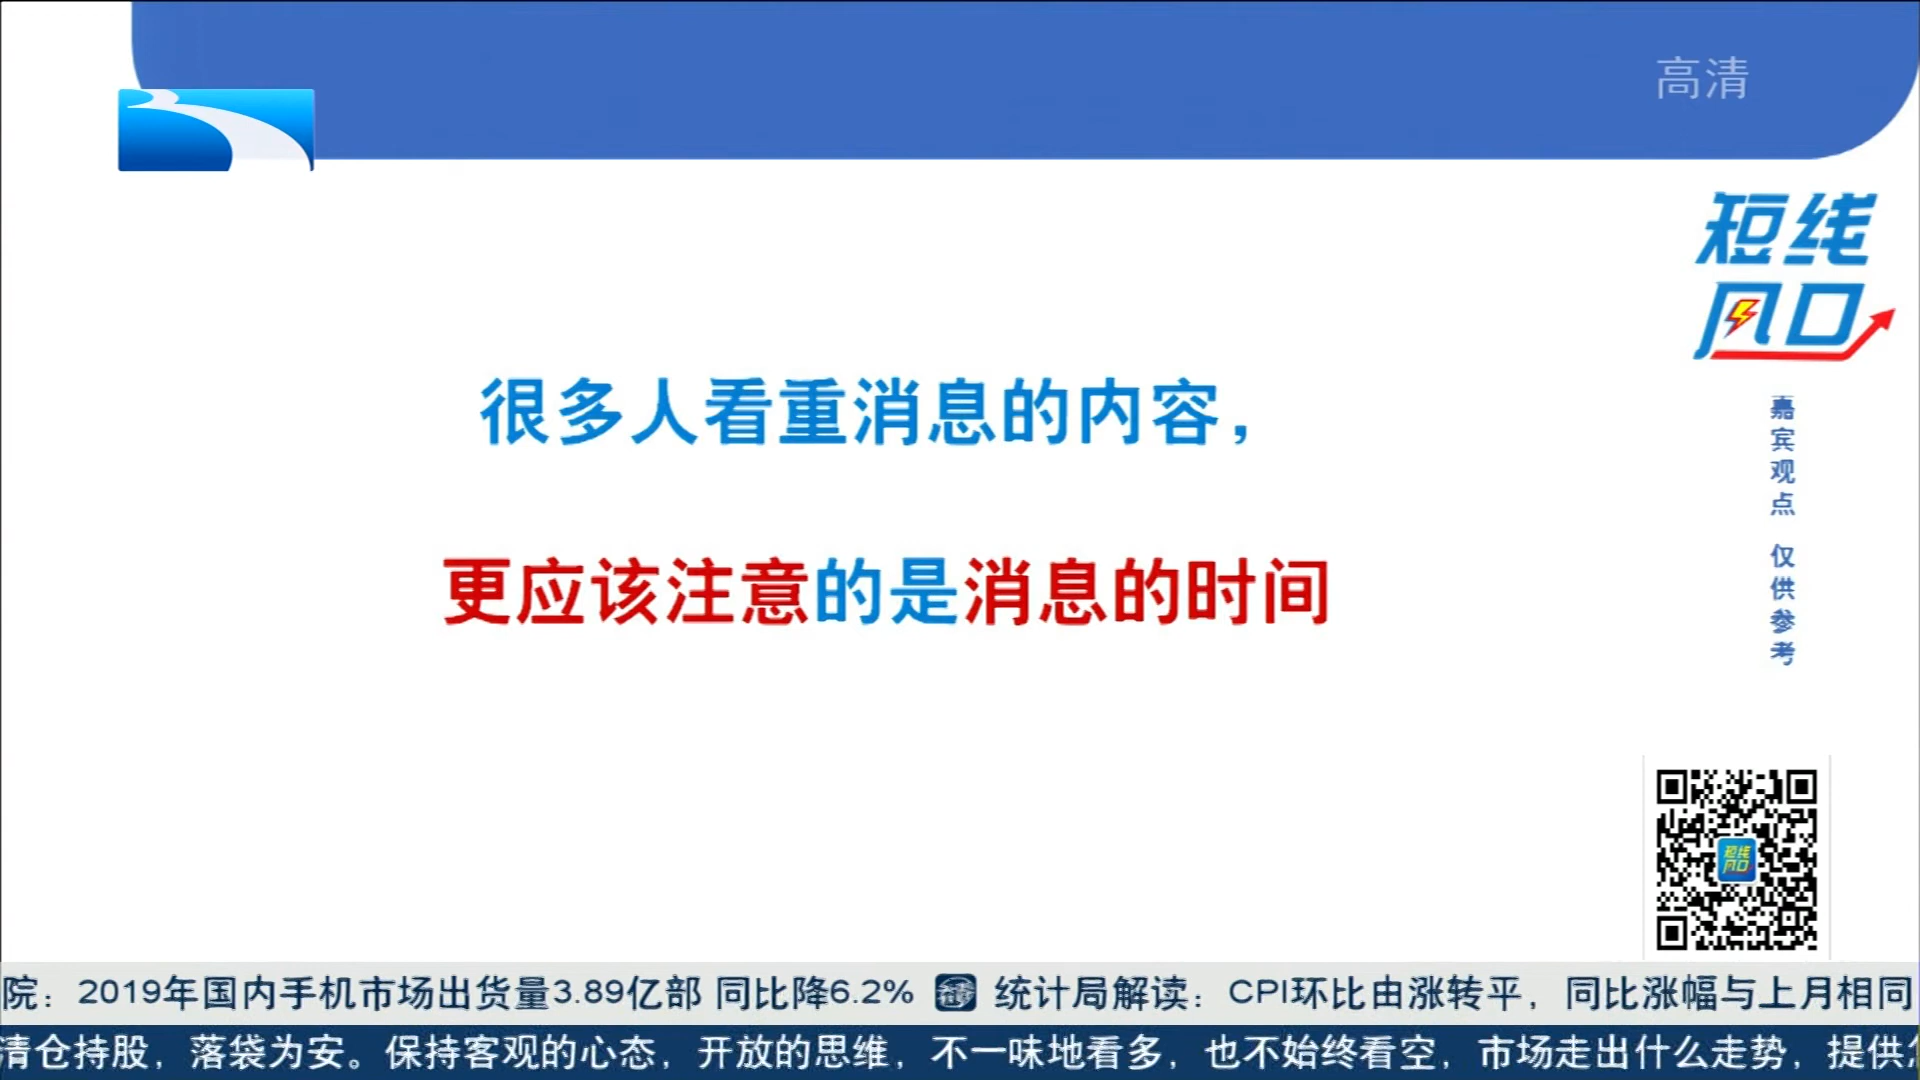 高清
短线
风口
很多人看重消息的内容，
更应该注意的是消息的时间
嘉宾观点 仅供参考
短线
风口
院：2019年国内手机市场出货量3.89亿部 同比降6.2% 统计局解读：CPI环比由涨转平，同比涨幅与上月相同
清仓持股，落袋为安。保持客观的心态，开放的思维，不一味地看多，也不始终看空，市场走出什么走势，提供